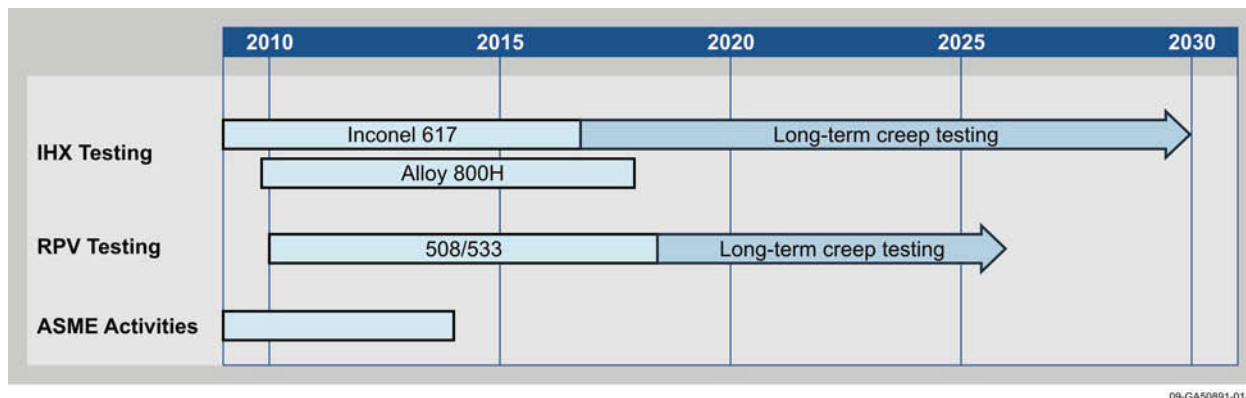 2010 2015 2020 2025 2030
IHX Testing
Inconel 617 Long-term creep testing
Alloy 800H
RPV Testing
508/533 Long-term creep testing
ASME Activities
09-GA50891-01